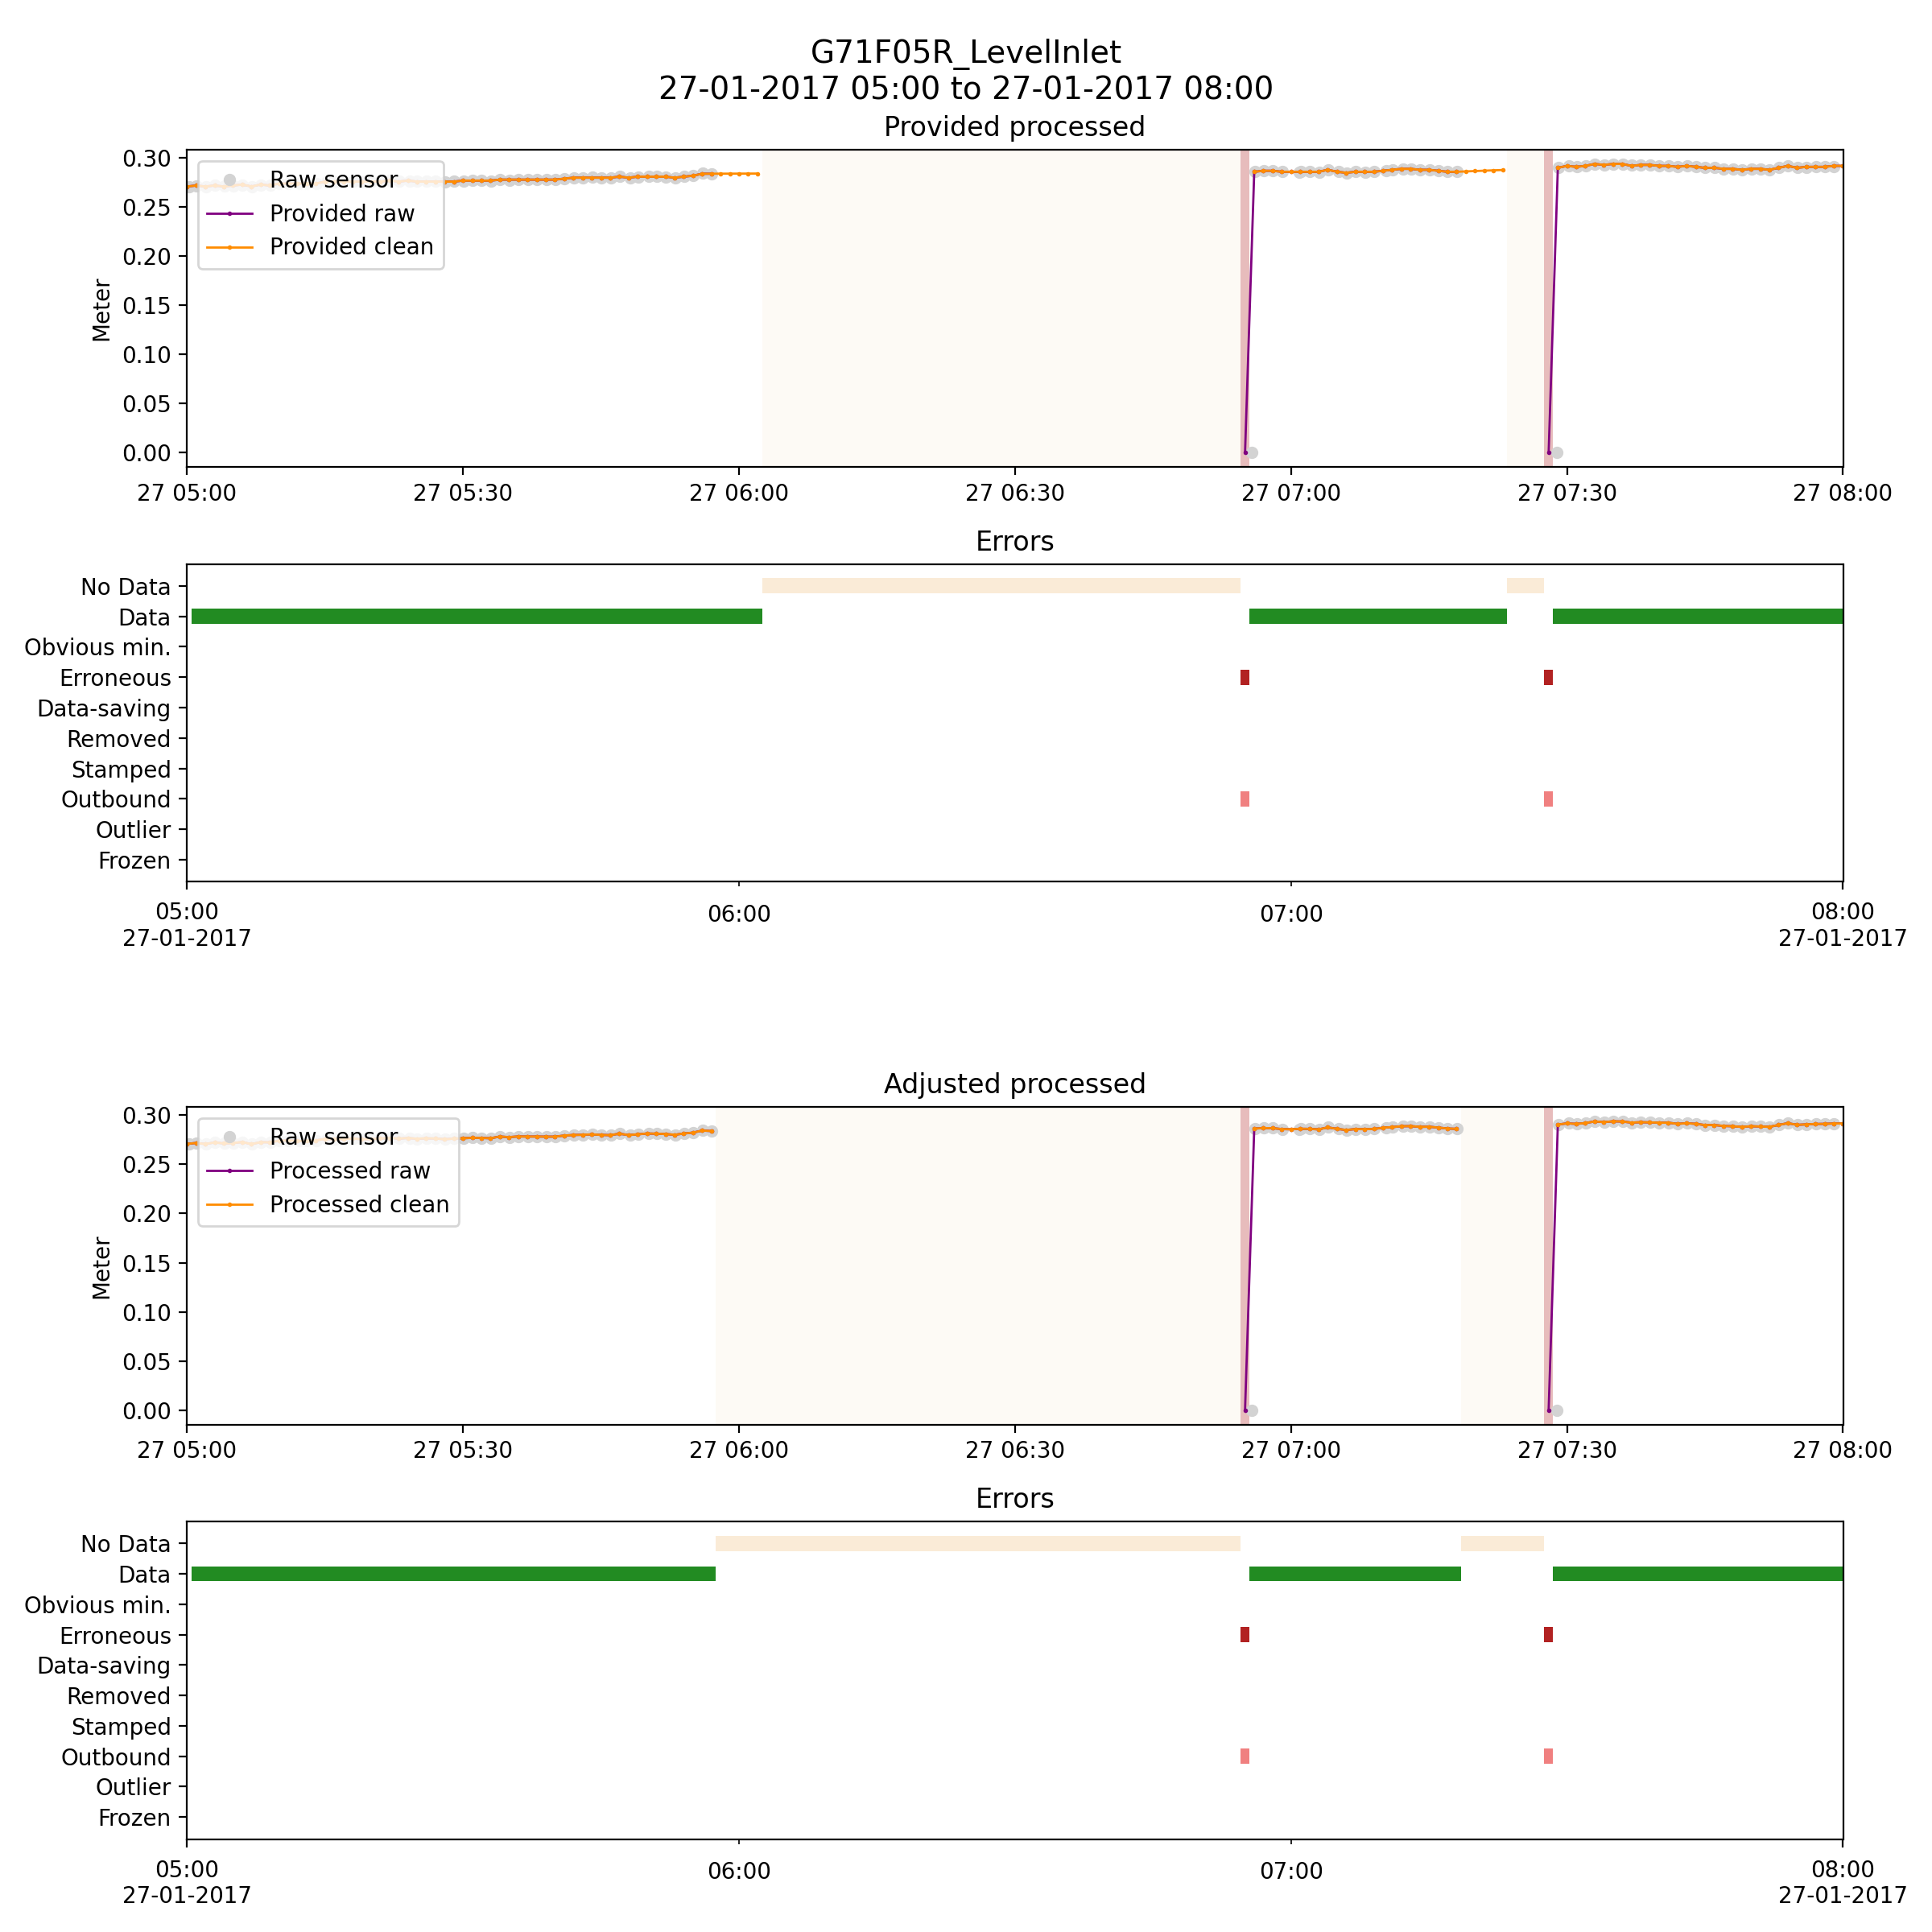 G71F05R_LevelInlet
27-01-2017 05:00 to 27-01-2017 08:00
Provided processed
Meter
0.30
0.25
0.20
0.15
0.10
0.05
0.00
Raw sensor
Provided raw
Provided clean
27 05:00 27 05:30 27 06:00 27 06:30 27 07:00 27 07:30 27 08:00
Errors
No Data
Data
Obvious min.
Erroneous
Data-saving
Removed
Stamped
Outbound
Outlier
Frozen
05:00 06:00 07:00 08:00
27-01-2017 27-01-2017
Adjusted processed
Meter
0.30
0.25
0.20
0.15
0.10
0.05
0.00
Raw sensor
Processed raw
Processed clean
27 05:00 27 05:30 27 06:00 27 06:30 27 07:00 27 07:30 27 08:00
Errors
No Data
Data
Obvious min.
Erroneous
Data-saving
Removed
Stamped
Outbound
Outlier
Frozen
05:00 06:00 07:00 08:00
27-01-2017 27-01-2017